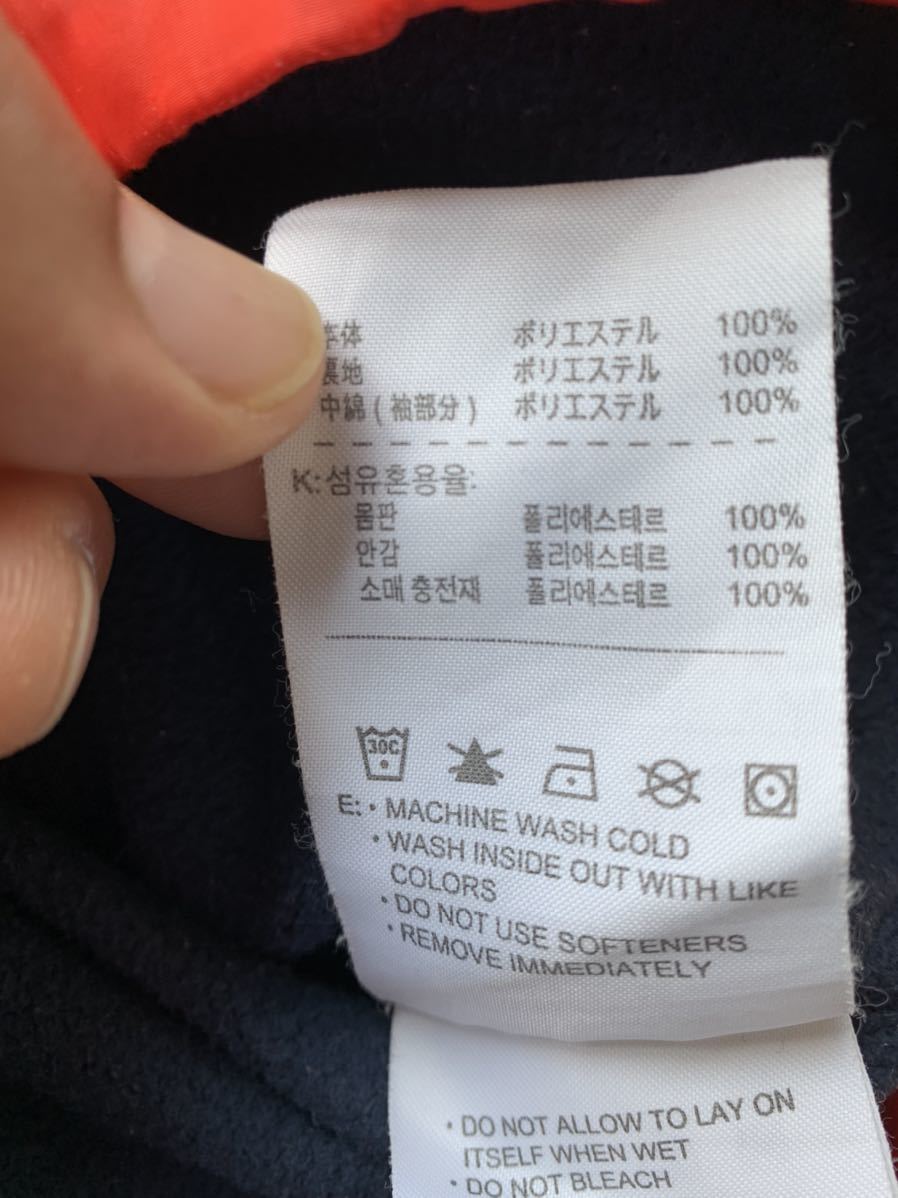 本体 ポリエステル 100%
裏地 ポリエステル 100%
中綿 ( 袖部分 ) ポリエステル 100%
K: 섬유혼용율:
몸판 폴리에스테르 100%
안감 폴리에스테르 100%
소매 충전재 폴리에스테르 100%
30C
E: • MACHINE WASH COLD
• WASH INSIDE OUT WITH LIKE
COLORS
• DO NOT USE SOFTENERS
• REMOVE IMMEDIATELY
• DO NOT ALLOW TO LAY ON
ITSELF WHEN WET
• DO NOT BLEACH